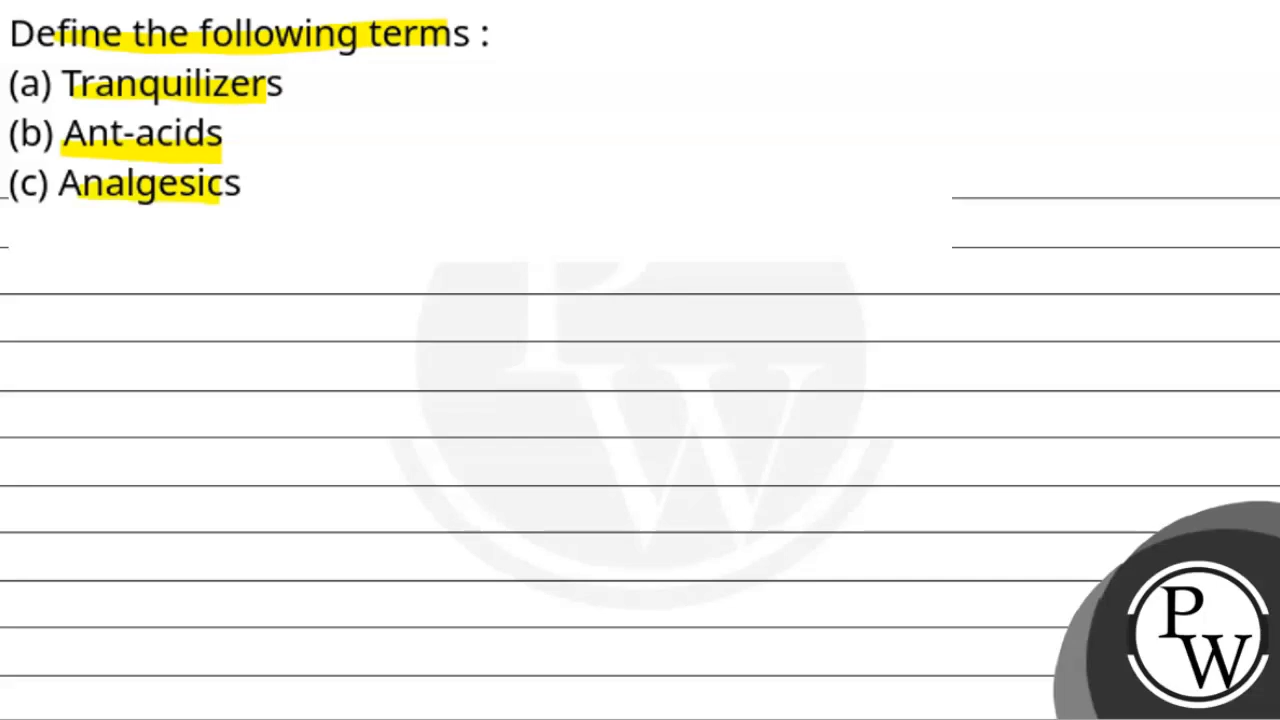 Define the following terms :
(a) Tranquilizers
(b) Ant-acids
(c) Analgesics
P
W
P
W